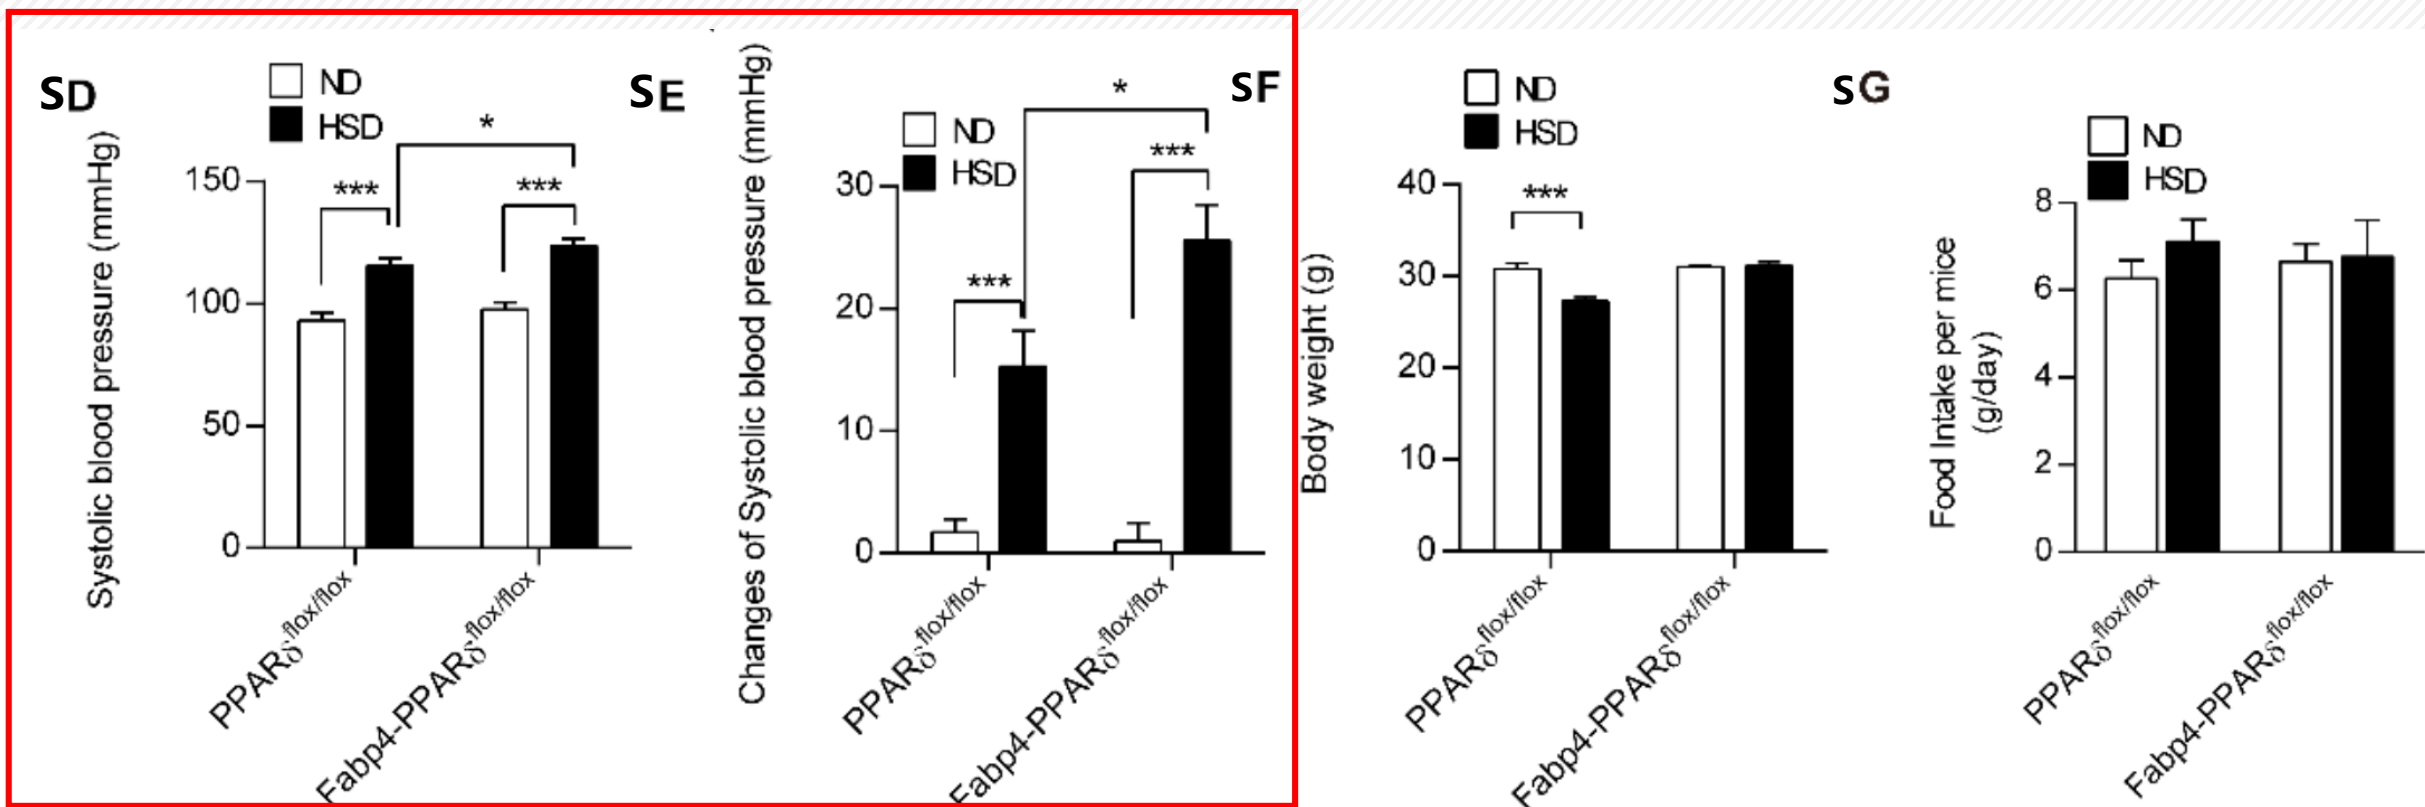 SD
ND
HSD
*
***
***
Systolic blood pressure (mmHg)
150
100
50
0
PPARδflox/flox
Fabp4-PPARδflox/flox
SE
ND
HSD
*
***
***
Changes of Systolic blood pressure (mmHg)
30
20
10
0
PPARδflox/flox
Fabp4-PPARδflox/flox
SF
ND
HSD
***
Body weight (g)
40
30
20
10
0
PPARδflox/flox
Fabp4-PPARδflox/flox
SG
ND
HSD
Food Intake per mice
(g/day)
8
6
4
2
0
PPARδflox/flox
Fabp4-PPARδflox/flox